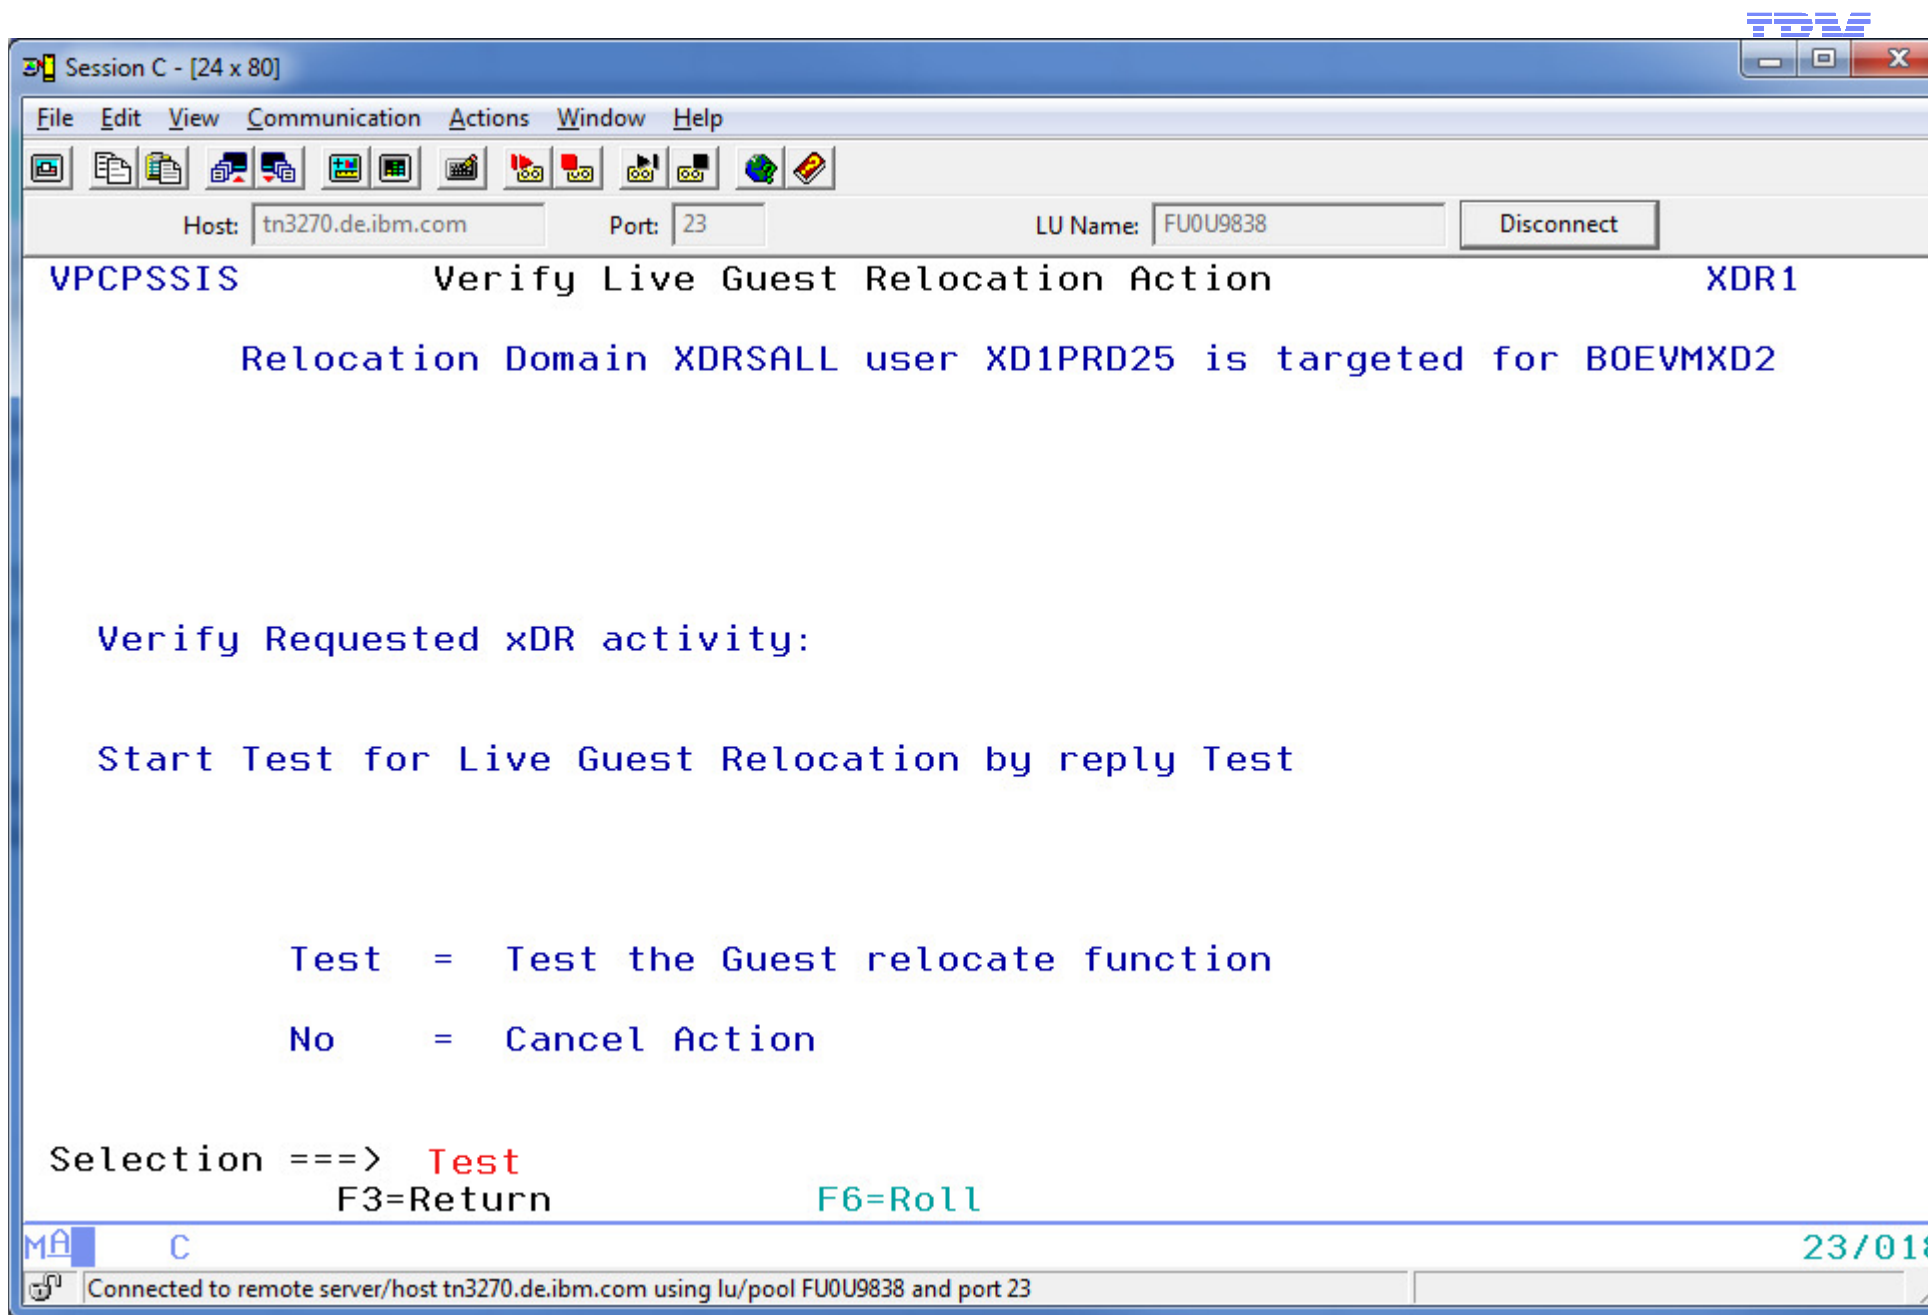 IBM
Session C - [24 x 80]
File Edit View Communication Actions Window Help
Host: tn3270.de.ibm.com Port: 23 LU Name: FU0U9838 Disconnect
VPCPSSIS Verify Live Guest Relocation Action XDR1
Relocation Domain XDRSALL user XD1PRD25 is targeted for BOEVMXD2
Verify Requested xDR activity:
Start Test for Live Guest Relocation by reply Test
Test = Test the Guest relocate function
No = Cancel Action
Selection ===> Test
F3=Return F6=Roll
MA C 23/018
Connected to remote server/host tn3270.de.ibm.com using lu/pool FU0U9838 and port 23